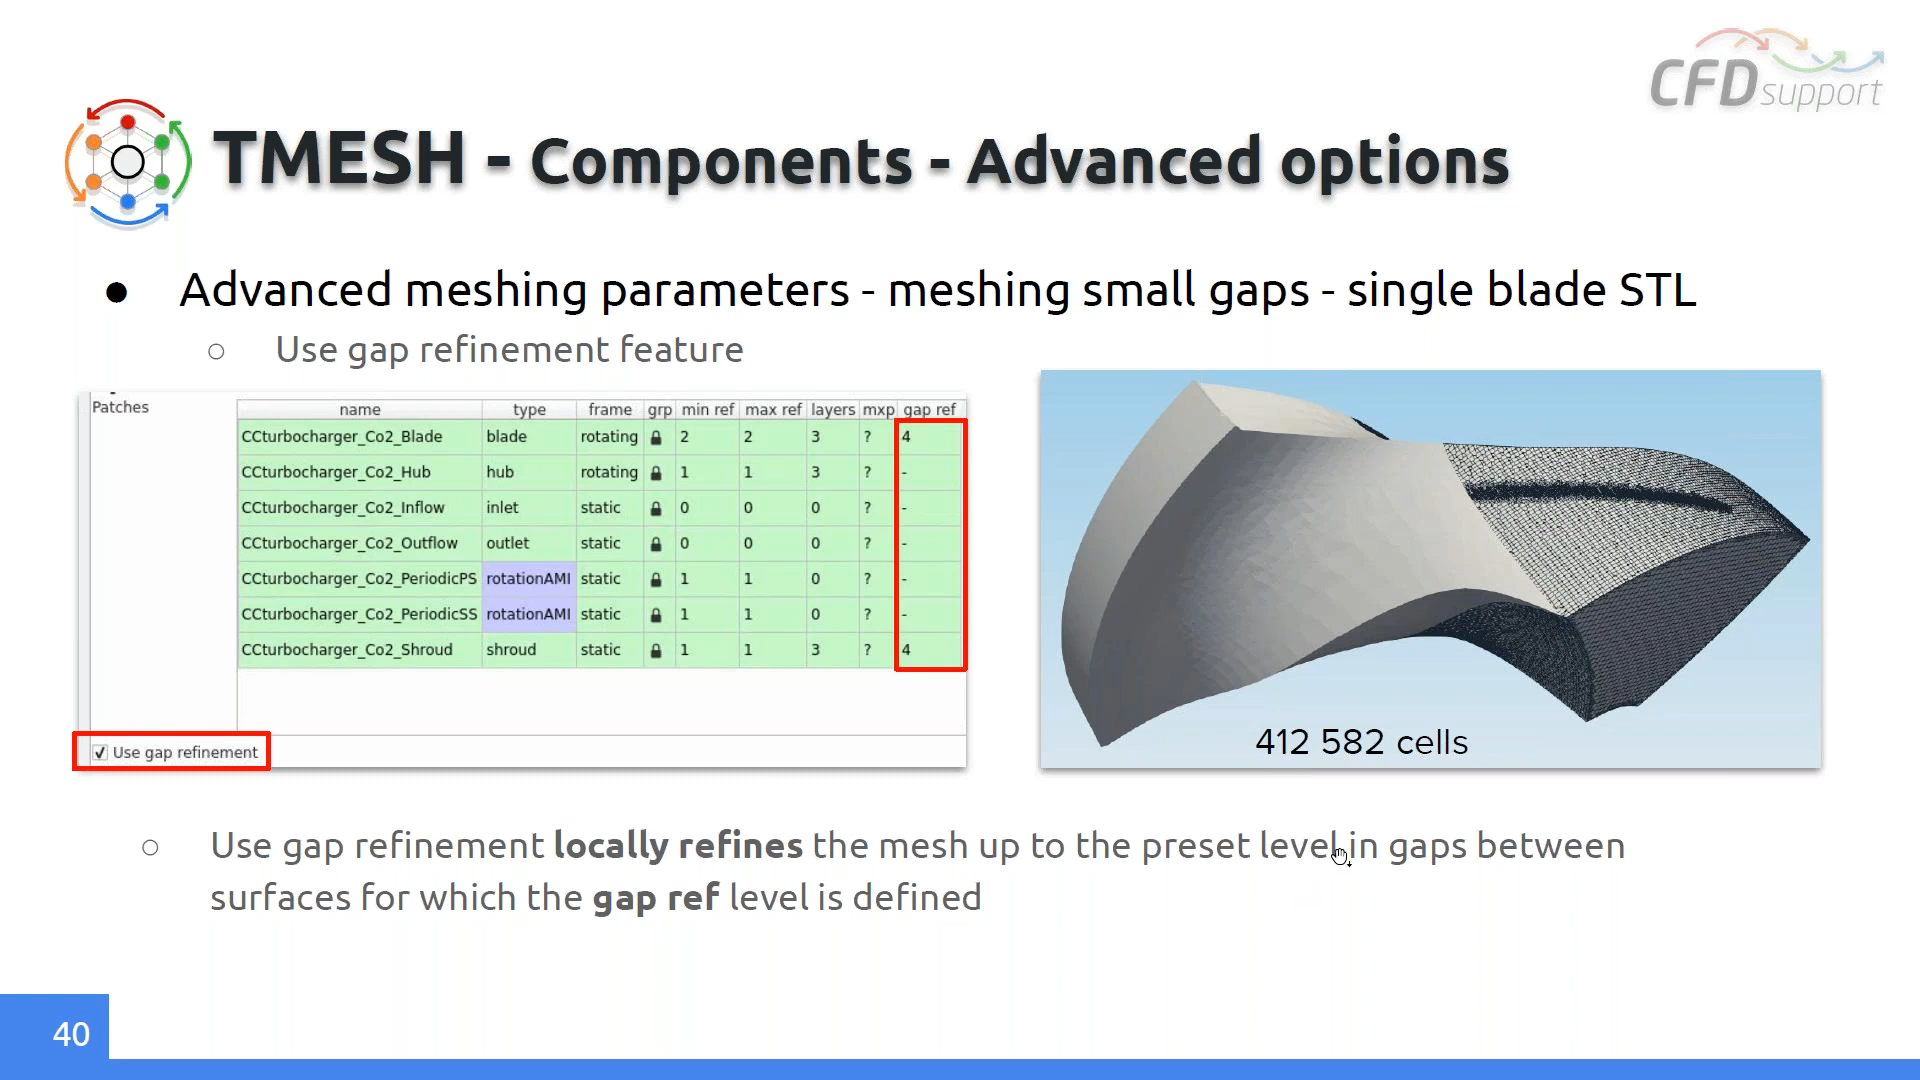 CFD support
TMESH - Components - Advanced options
● Advanced meshing parameters - meshing small gaps - single blade STL
○ Use gap refinement feature
Patches
name type frame grp min ref max ref layers mxp gap ref
CCturbocharger_Co2_Blade blade rotating 2 2 3 ? 4
CCturbocharger_Co2_Hub hub rotating 1 1 3 ? -
CCturbocharger_Co2_Inflow inlet static 0 0 0 ? -
CCturbocharger_Co2_Outflow outlet static 0 0 0 ? -
CCturbocharger_Co2_PeriodicPS rotationAMI static 1 1 0 ? -
CCturbocharger_Co2_PeriodicSS rotationAMI static 1 1 0 ? -
CCturbocharger_Co2_Shroud shroud static 1 1 3 ? 4
Use gap refinement
412 582 cells
○ Use gap refinement locally refines the mesh up to the preset level in gaps between
surfaces for which the gap ref level is defined
40